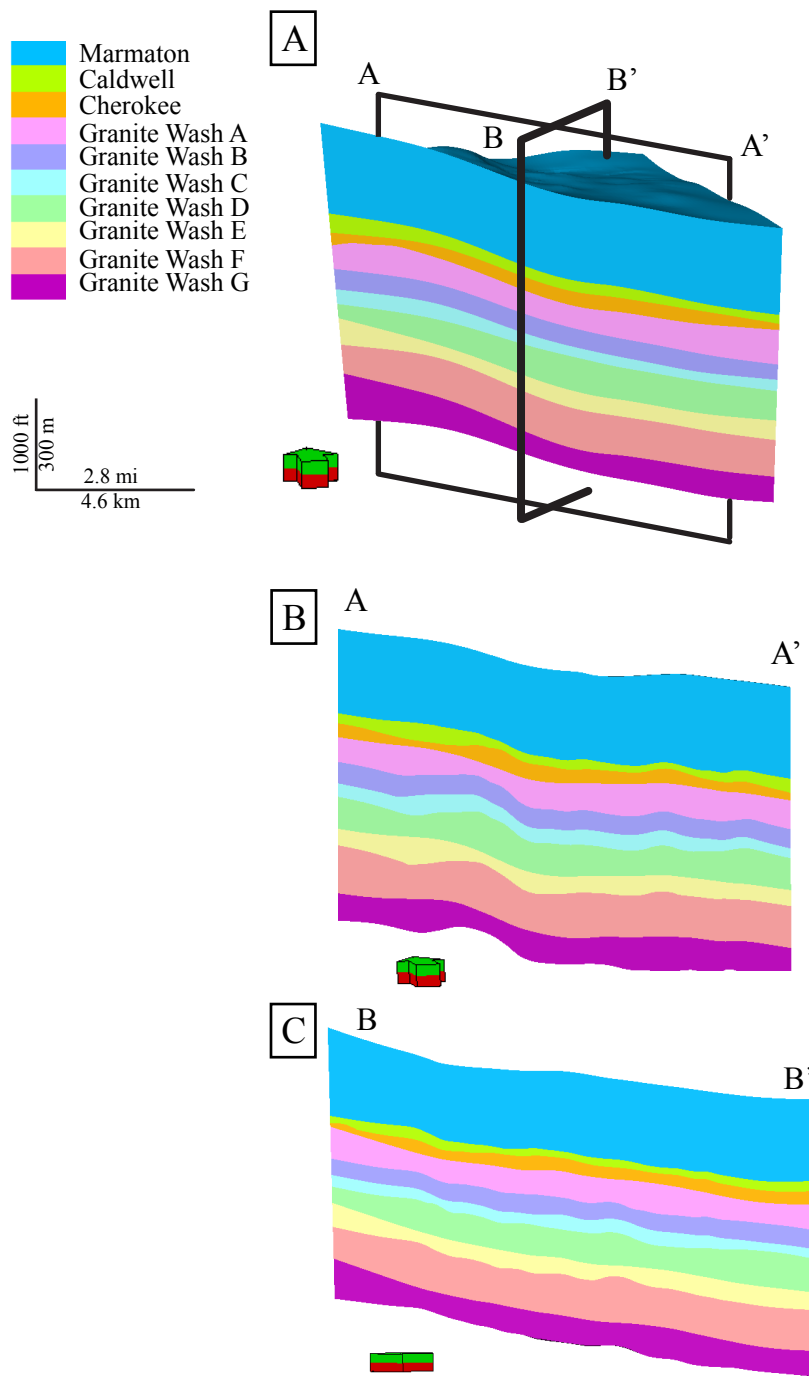 A
Marmaton
Caldwell
Cherokee
Granite Wash A
Granite Wash B
Granite Wash C
Granite Wash D
Granite Wash E
Granite Wash F
Granite Wash G
A
B’
B
A’
1000 ft
300 m
2.8 mi
4.6 km
B
A
A’
C
B
B’